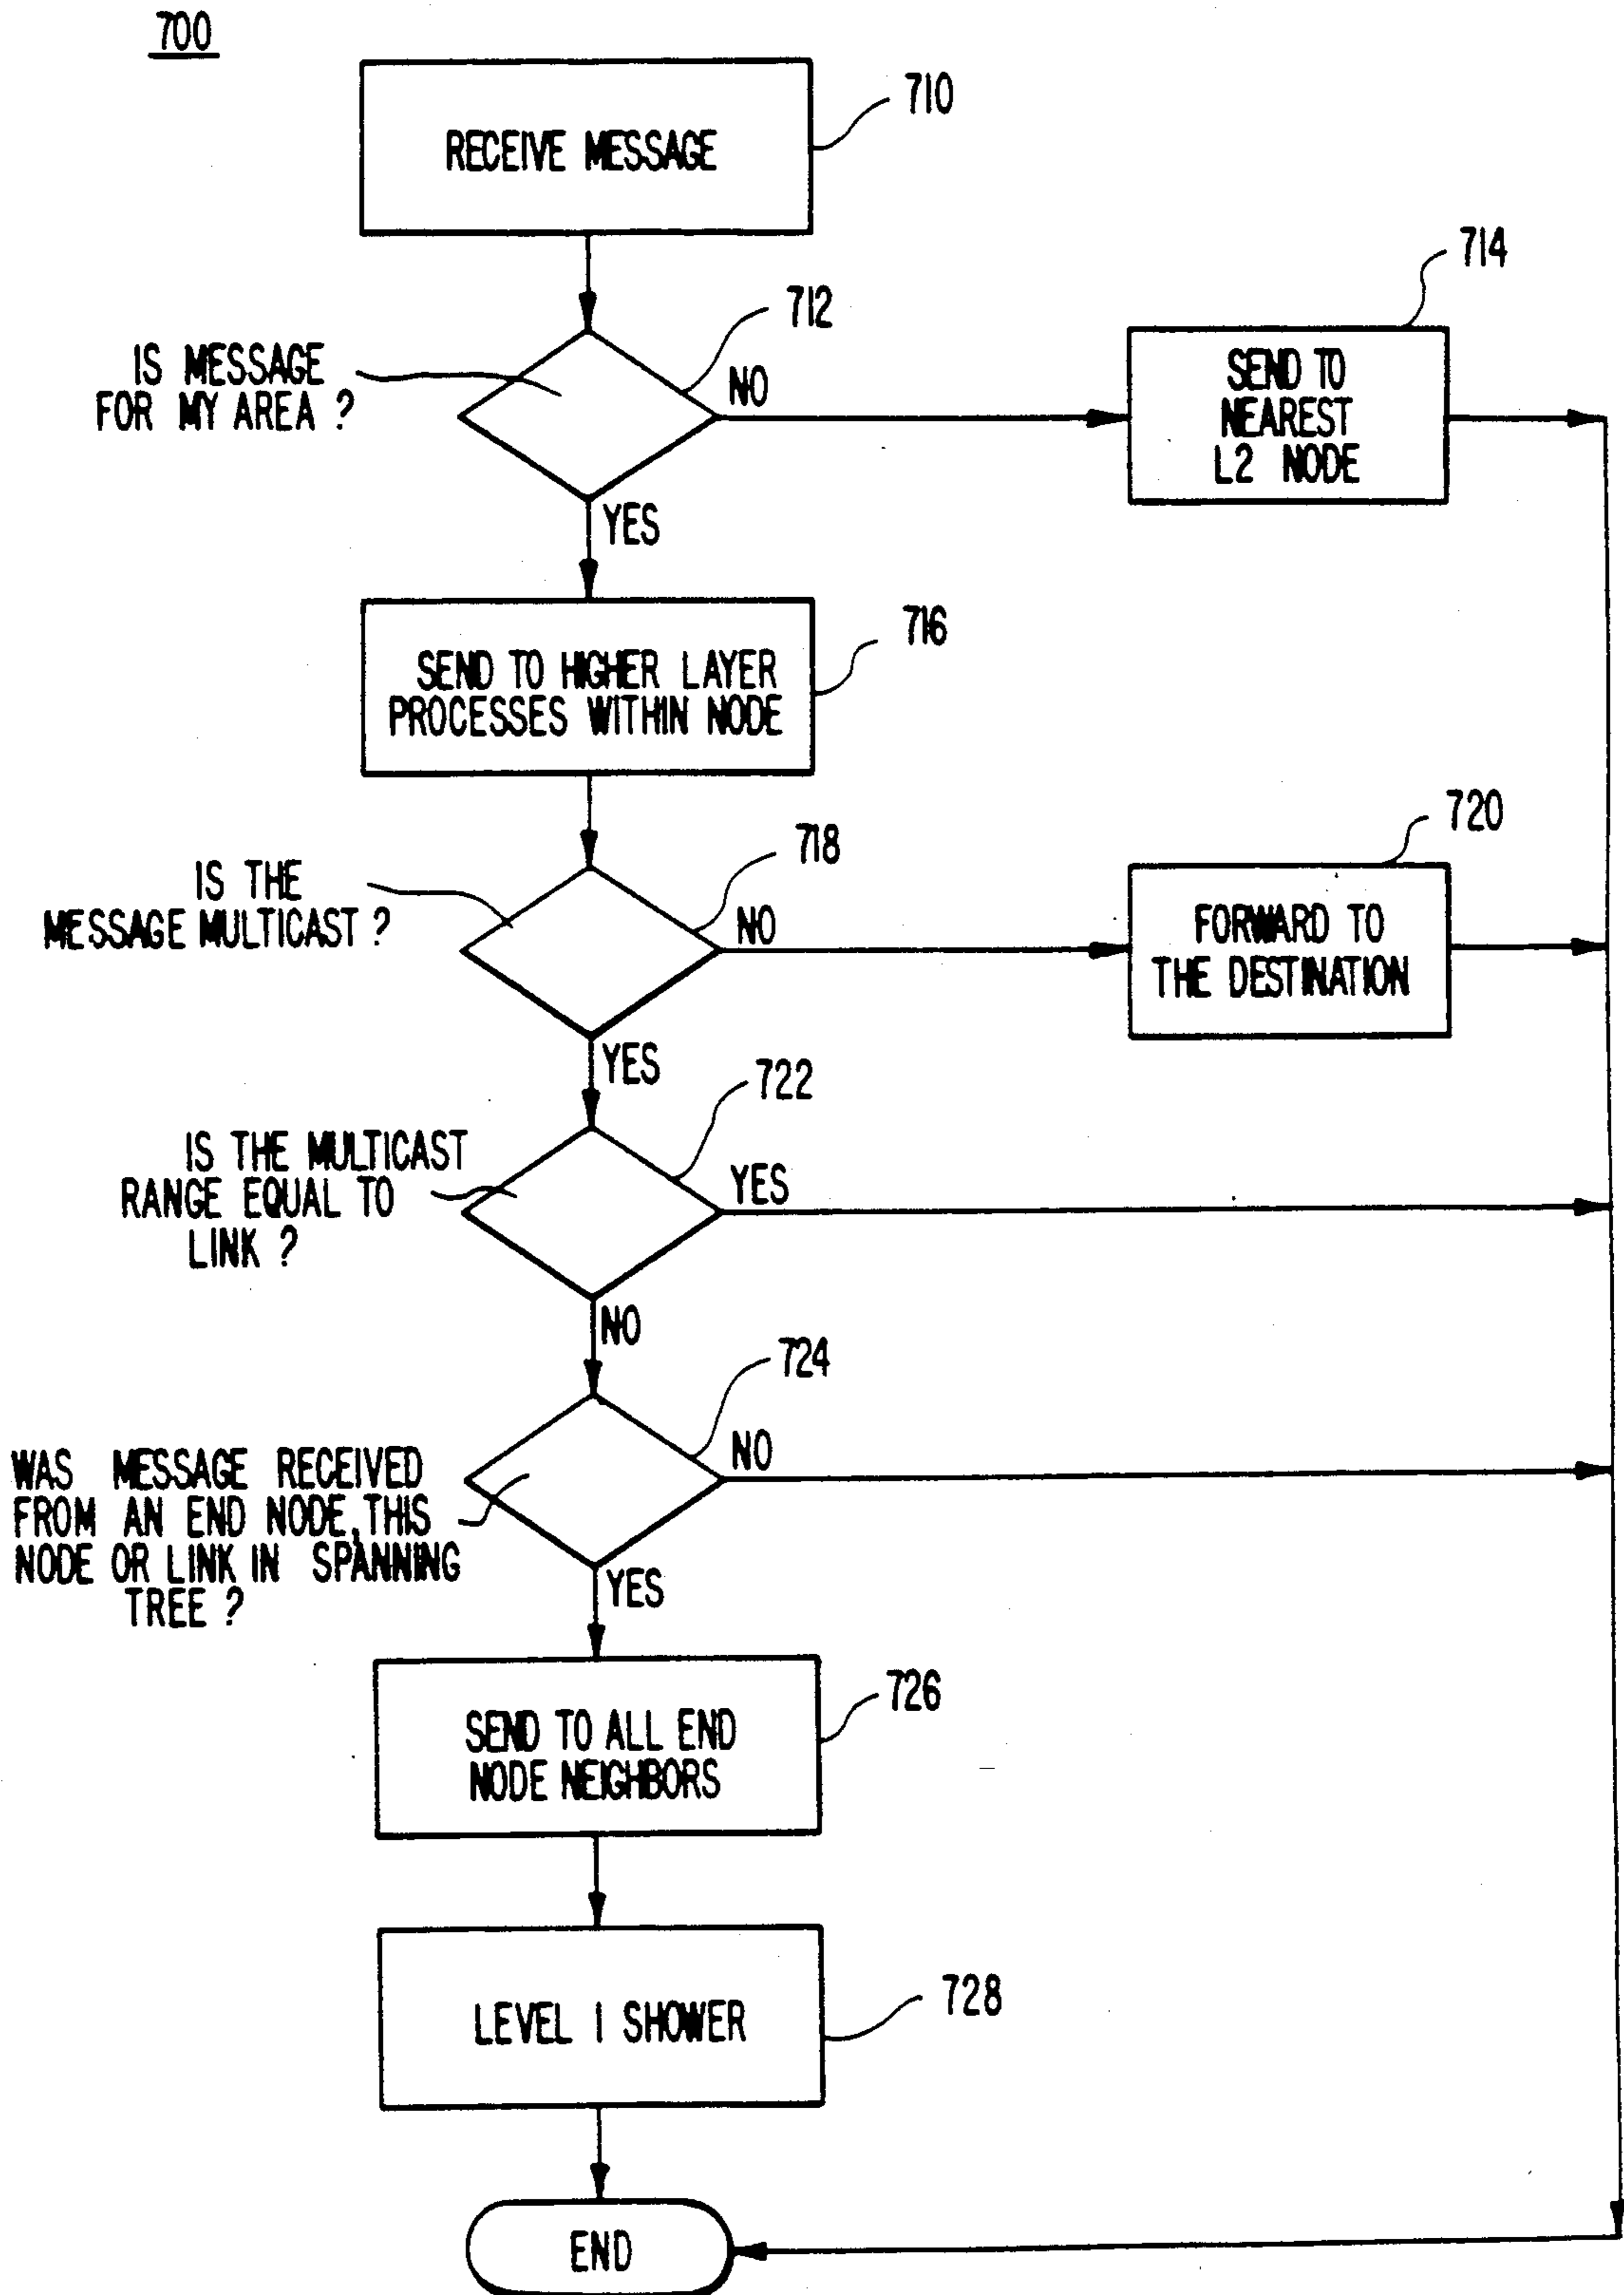 700
RECEIVE MESSAGE
710
IS MESSAGE
FOR MY AREA ?
712
NO
SEND TO
NEAREST
L2 NODE
714
YES
SEND TO HIGHER LAYER
PROCESSES WITHIN NODE
716
IS THE
MESSAGE MULTICAST ?
718
NO
FORWARD TO
THE DESTINATION
720
YES
IS THE MULTICAST
RANGE EQUAL TO
LINK ?
722
YES
NO
WAS MESSAGE RECEIVED
FROM AN END NODE, THIS
NODE OR LINK IN SPANNING
TREE ?
724
NO
YES
SEND TO ALL END
NODE NEIGHBORS
726
LEVEL 1 SHOWER
728
END